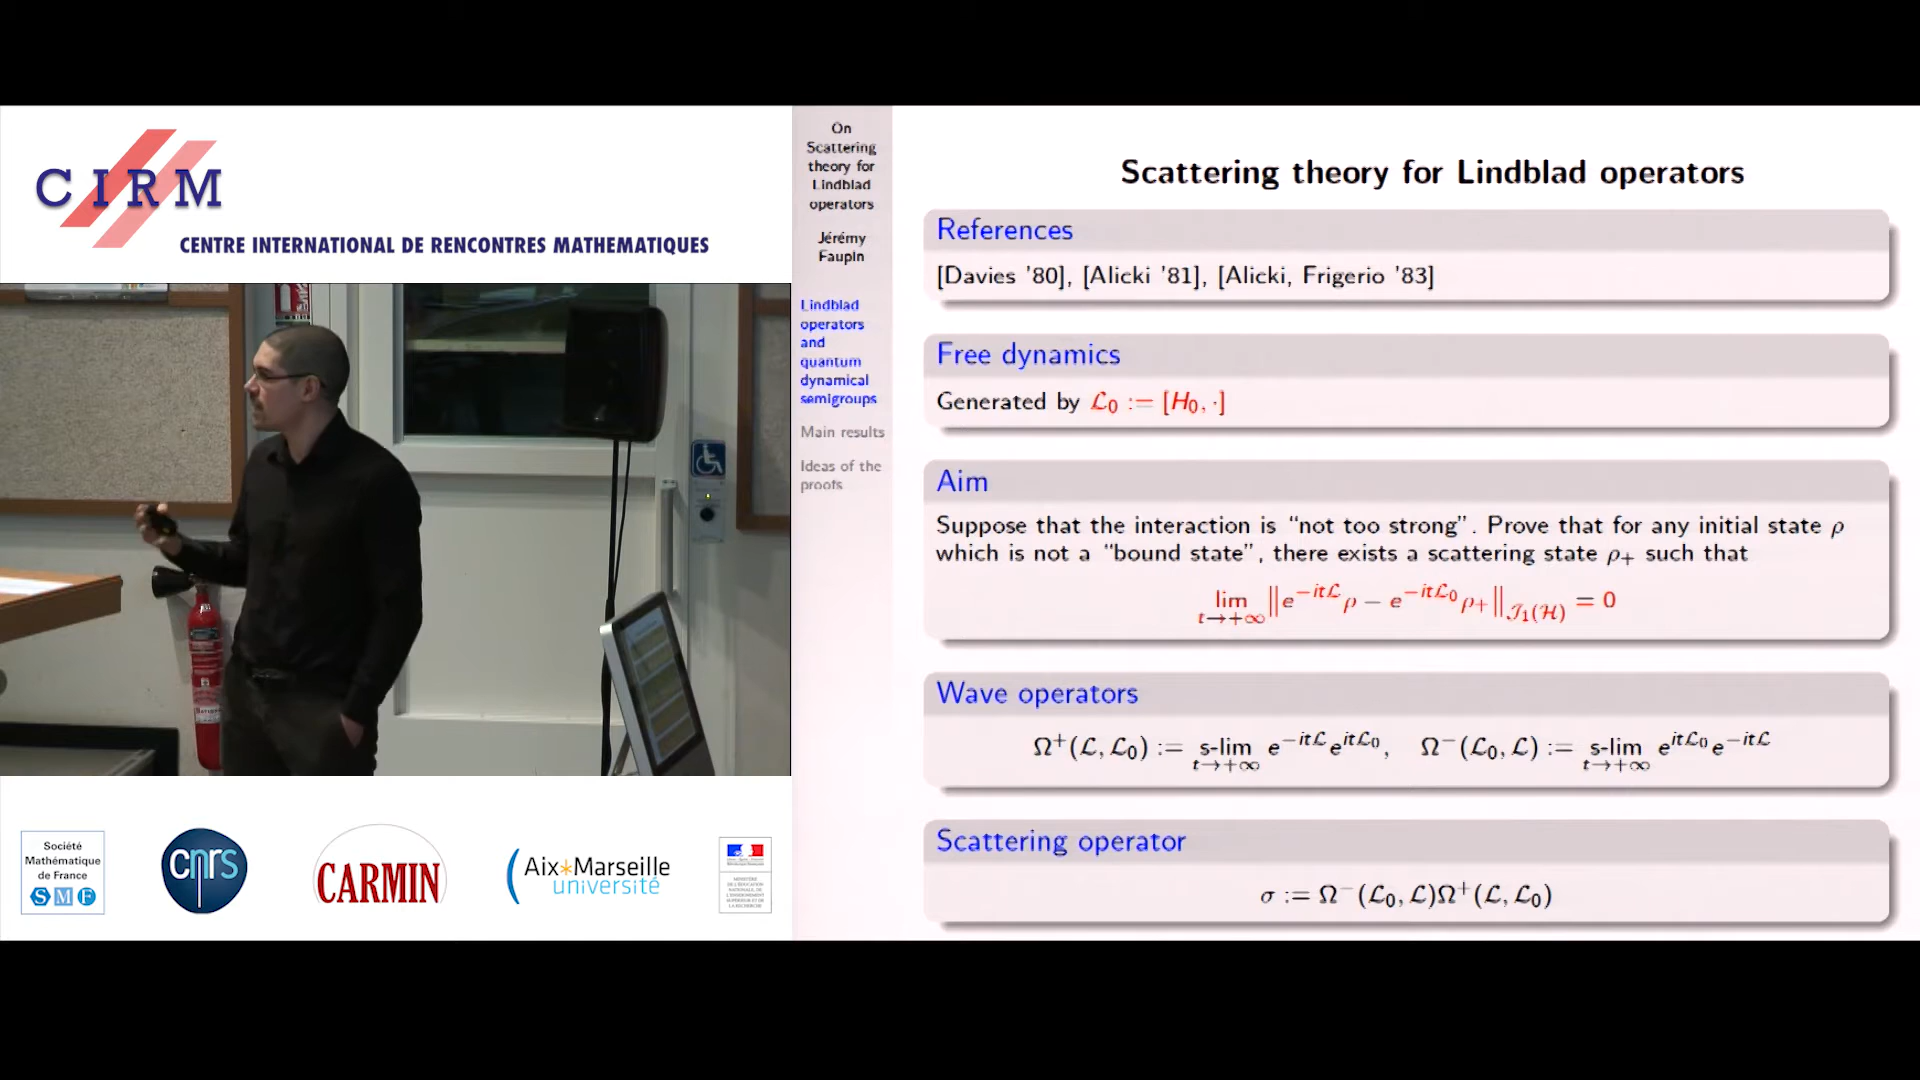 C I R M
CENTRE INTERNATIONAL DE RENCONTRES MATHEMATIQUES
Société
Mathématique
de France
S M F
cnrs
CARMIN
Aix*Marseille
université
On
Scattering
theory for
Lindblad
operators
Jérémy
Faupin
Lindblad
operators
and
quantum
dynamical
semigroups
Main results
Ideas of the
proofs
Scattering theory for Lindblad operators
References
[Davies '80], [Alicki '81], [Alicki, Frigerio '83]
Free dynamics
Generated by ℒ₀ := [H₀, ·]
Aim
Suppose that the interaction is “not too strong”. Prove that for any initial state ρ
which is not a “bound state”, there exists a scattering state ρ₊ such that
lim_{t→+∞} ‖e^{−itℒ}ρ − e^{−itℒ₀}ρ₊‖_{𝒥₁(ℋ)} = 0
Wave operators
Ω⁺(ℒ, ℒ₀) := s-lim_{t→+∞} e^{−itℒ}e^{itℒ₀}, Ω⁻(ℒ₀, ℒ) := s-lim_{t→+∞} e^{itℒ₀}e^{−itℒ}
Scattering operator
σ := Ω⁻(ℒ₀, ℒ)Ω⁺(ℒ, ℒ₀)